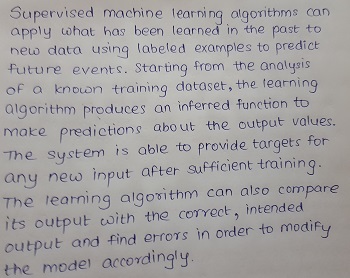 Supervised machine learning algorithms can
apply what has been learned in the past to
new data using labeled examples to predict
future events. Starting from the analysis
of a known training dataset, the learning
algorithm produces an inferred function to
make predictions about the output values.
The system is able to provide targets for
any new input after sufficient training.
The learning algorithm can also compare
its output with the correct, intended
output and find errors in order to modify
the model accordingly.